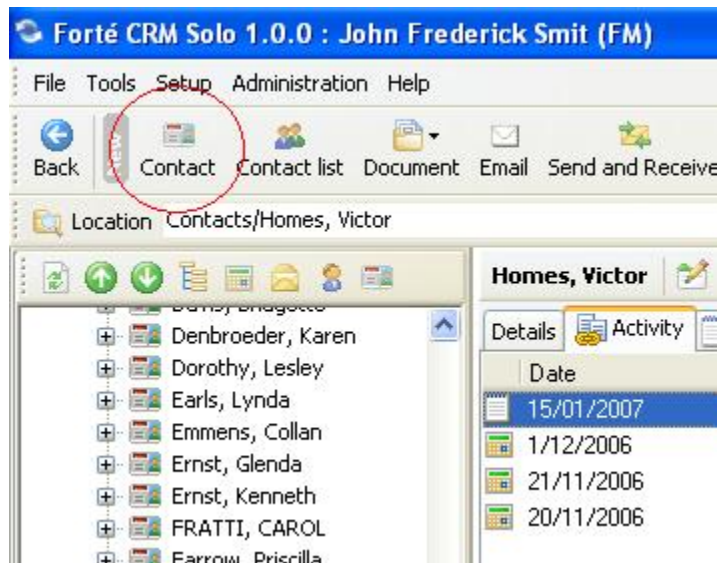 Forté CRM Solo 1.0.0 : John Frederick Smit (FM)
File Tools Setup Administration Help
Back New Contact Contact list Document Email Send and Receive
Location Contacts/Homes, Victor
Homes, Victor
Details Activity
Denbroeder, Karen
Dorothy, Lesley
Earls, Lynda
Emmens, Collan
Ernst, Glenda
Ernst, Kenneth
FRATTI, CAROL
Farrow, Priscilla
Date
15/01/2007
1/12/2006
21/11/2006
20/11/2006